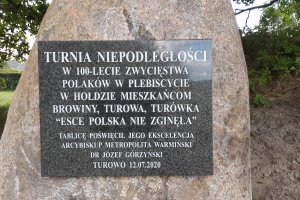 TURNIA NIEPODLEGŁOŚCI
W 100-LECIE ZWYCIĘSTWA
POLAKÓW W PLEBISCYCIE
W HOŁDZIE MIESZKAŃCOM
BROWINY, TUROWA, TURÓWKA
"ESCE POLSKA NIE ZGINĘŁA"
TABLICĘ POŚWIĘCIŁ JEGO EKSCELENCJA
ARCYBISKUP METROPOLITA WARMIŃSKI
DR JÓZEF GÓRZYŃSKI
TUROWO 12.07.2020